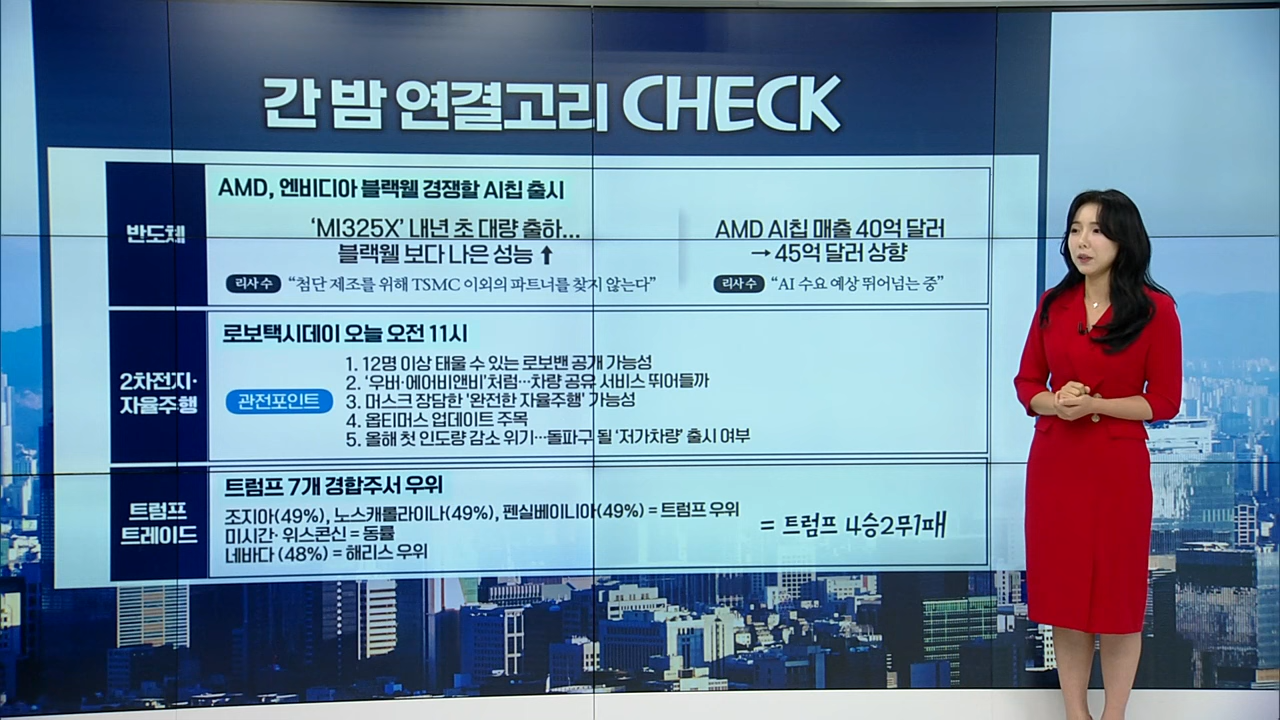 간 밤 연결고리 CHECK
반도체
AMD, 엔비디아 블랙웰 경쟁할 AI칩 출시
‘MI325X’ 내년 초 대량 출하...
블랙웰 보다 나은 성능 ↑
리사 수 “첨단 제조를 위해 TSMC 이외의 파트너를 찾지 않는다”
AMD AI칩 매출 40억 달러
→ 45억 달러 상향
리사 수 “AI 수요 예상 뛰어넘는 중”
2차전지·
자율주행
로보택시데이 오늘 오전 11시
관전포인트
1. 12명 이상 태울 수 있는 로보밴 공개 가능성
2. ‘우버·에어비앤비’처럼…차량 공유 서비스 뛰어들까
3. 머스크 장담한 ‘완전한 자율주행’ 가능성
4. 옵티머스 업데이트 주목
5. 올해 첫 인도량 감소 위기…돌파구 될 ‘저가차량’ 출시 여부
트럼프
트레이드
트럼프 7개 경합주서 우위
조지아(49%), 노스캐롤라이나(49%), 펜실베이니아(49%) = 트럼프 우위
미시간· 위스콘신 = 동률
네바다 (48%) = 해리스 우위
= 트럼프 4승2무1패